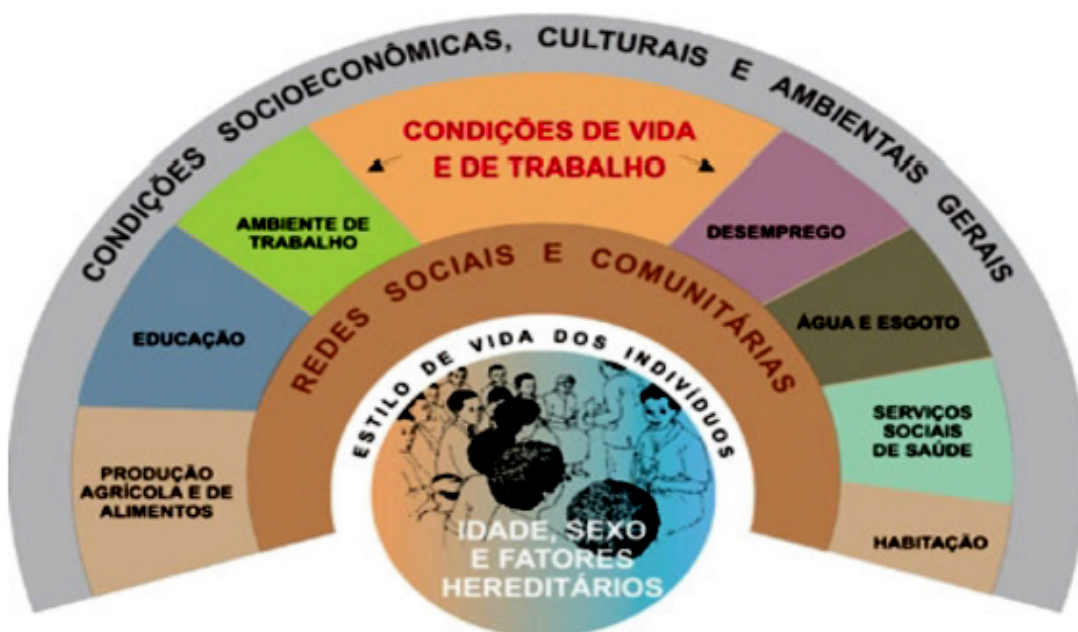 CONDIÇÕES SOCIOECONÔMICAS, CULTURAIS E AMBIENTAIS GERAIS
CONDIÇÕES DE VIDA
E DE TRABALHO
AMBIENTE DE
TRABALHO
DESEMPREGO
EDUCAÇÃO
ÁGUA E ESGOTO
PRODUÇÃO
AGRÍCOLA E DE
ALIMENTOS
SERVIÇOS
SOCIAIS
DE SAÚDE
HABITAÇÃO
REDES SOCIAIS E COMUNITÁRIAS
ESTILO DE VIDA DOS INDIVÍDUOS
IDADE, SEXO
E FATORES
HEREDITÁRIOS